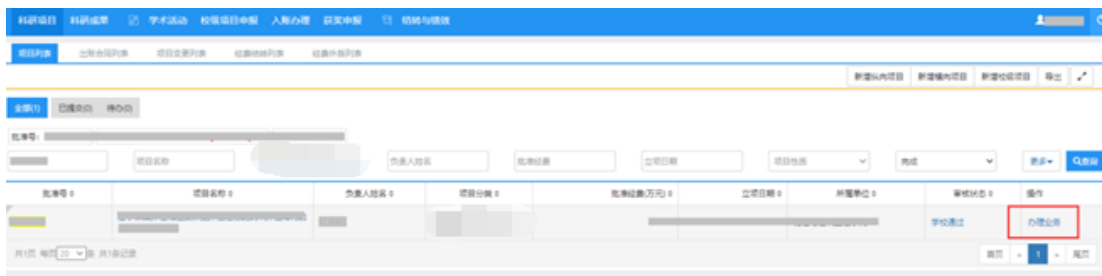 科研项目 科研成果 学术活动 校级项目申报 入账办理 获奖申报 结转与绩效
项目列表 出账合同列表 项目变更列表 经费结转列表 经费外拨列表
新增纵向项目 新增横向项目 新增校级项目 导出
全部(1) 已提交(0) 待办(0)
批准号:
项目名称 负责人姓名 批准经费 立项日期 项目性质 完成 更多 查询
批准号 项目名称 负责人姓名 项目分类 批准经费(万元) 立项日期 所属单位 审核状态 操作
学校通过 办理业务
共1页 每页 20 条 共1条记录 首页 « 1 » 尾页